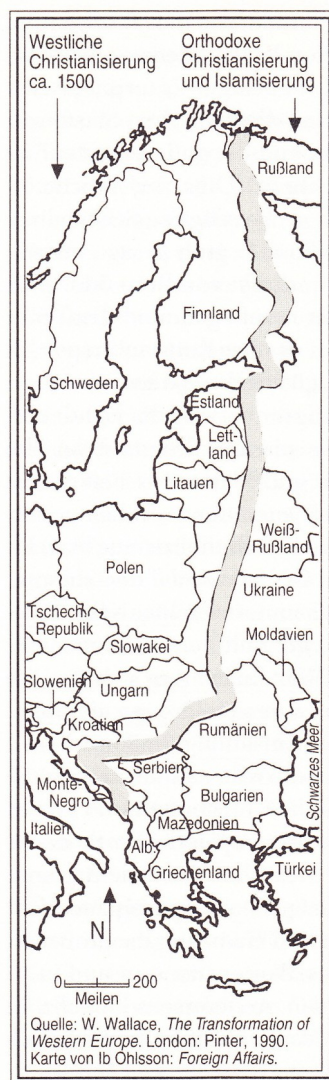 Westliche
Christianisierung
ca. 1500
Orthodoxe
Christianisierung
und Islamisierung
Rußland
Finnland
Schweden
Estland
Lett-
land
Litauen
Weiß-
Rußland
Polen
Ukraine
Tschech.
Republik
Moldavien
Slowakei
Slowenien
Ungarn
Kroatien
Rumänien
Serbien
Monte-
Negro
Bulgarien
Schwarzes Meer
Mazedonien
Italien
Alb.
Griechenland
Türkei
N
0 200
Meilen
Quelle: W. Wallace, The Transformation of
Western Europe. London: Pinter, 1990.
Karte von Ib Ohlsson: Foreign Affairs.